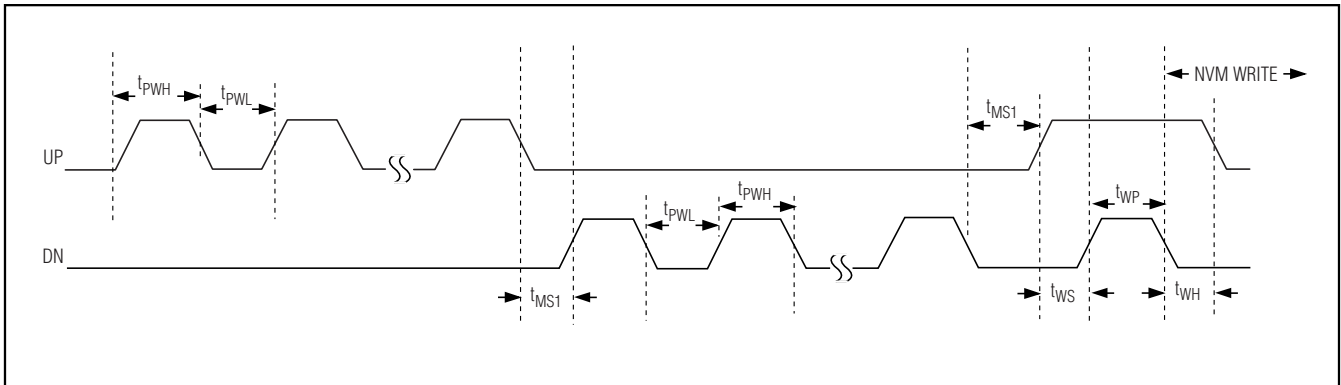 NVM WRITE
tPWH
tPWL
tMS1
UP
tPWL
tPWH
tWP
DN
tMS1
tWS
tWH